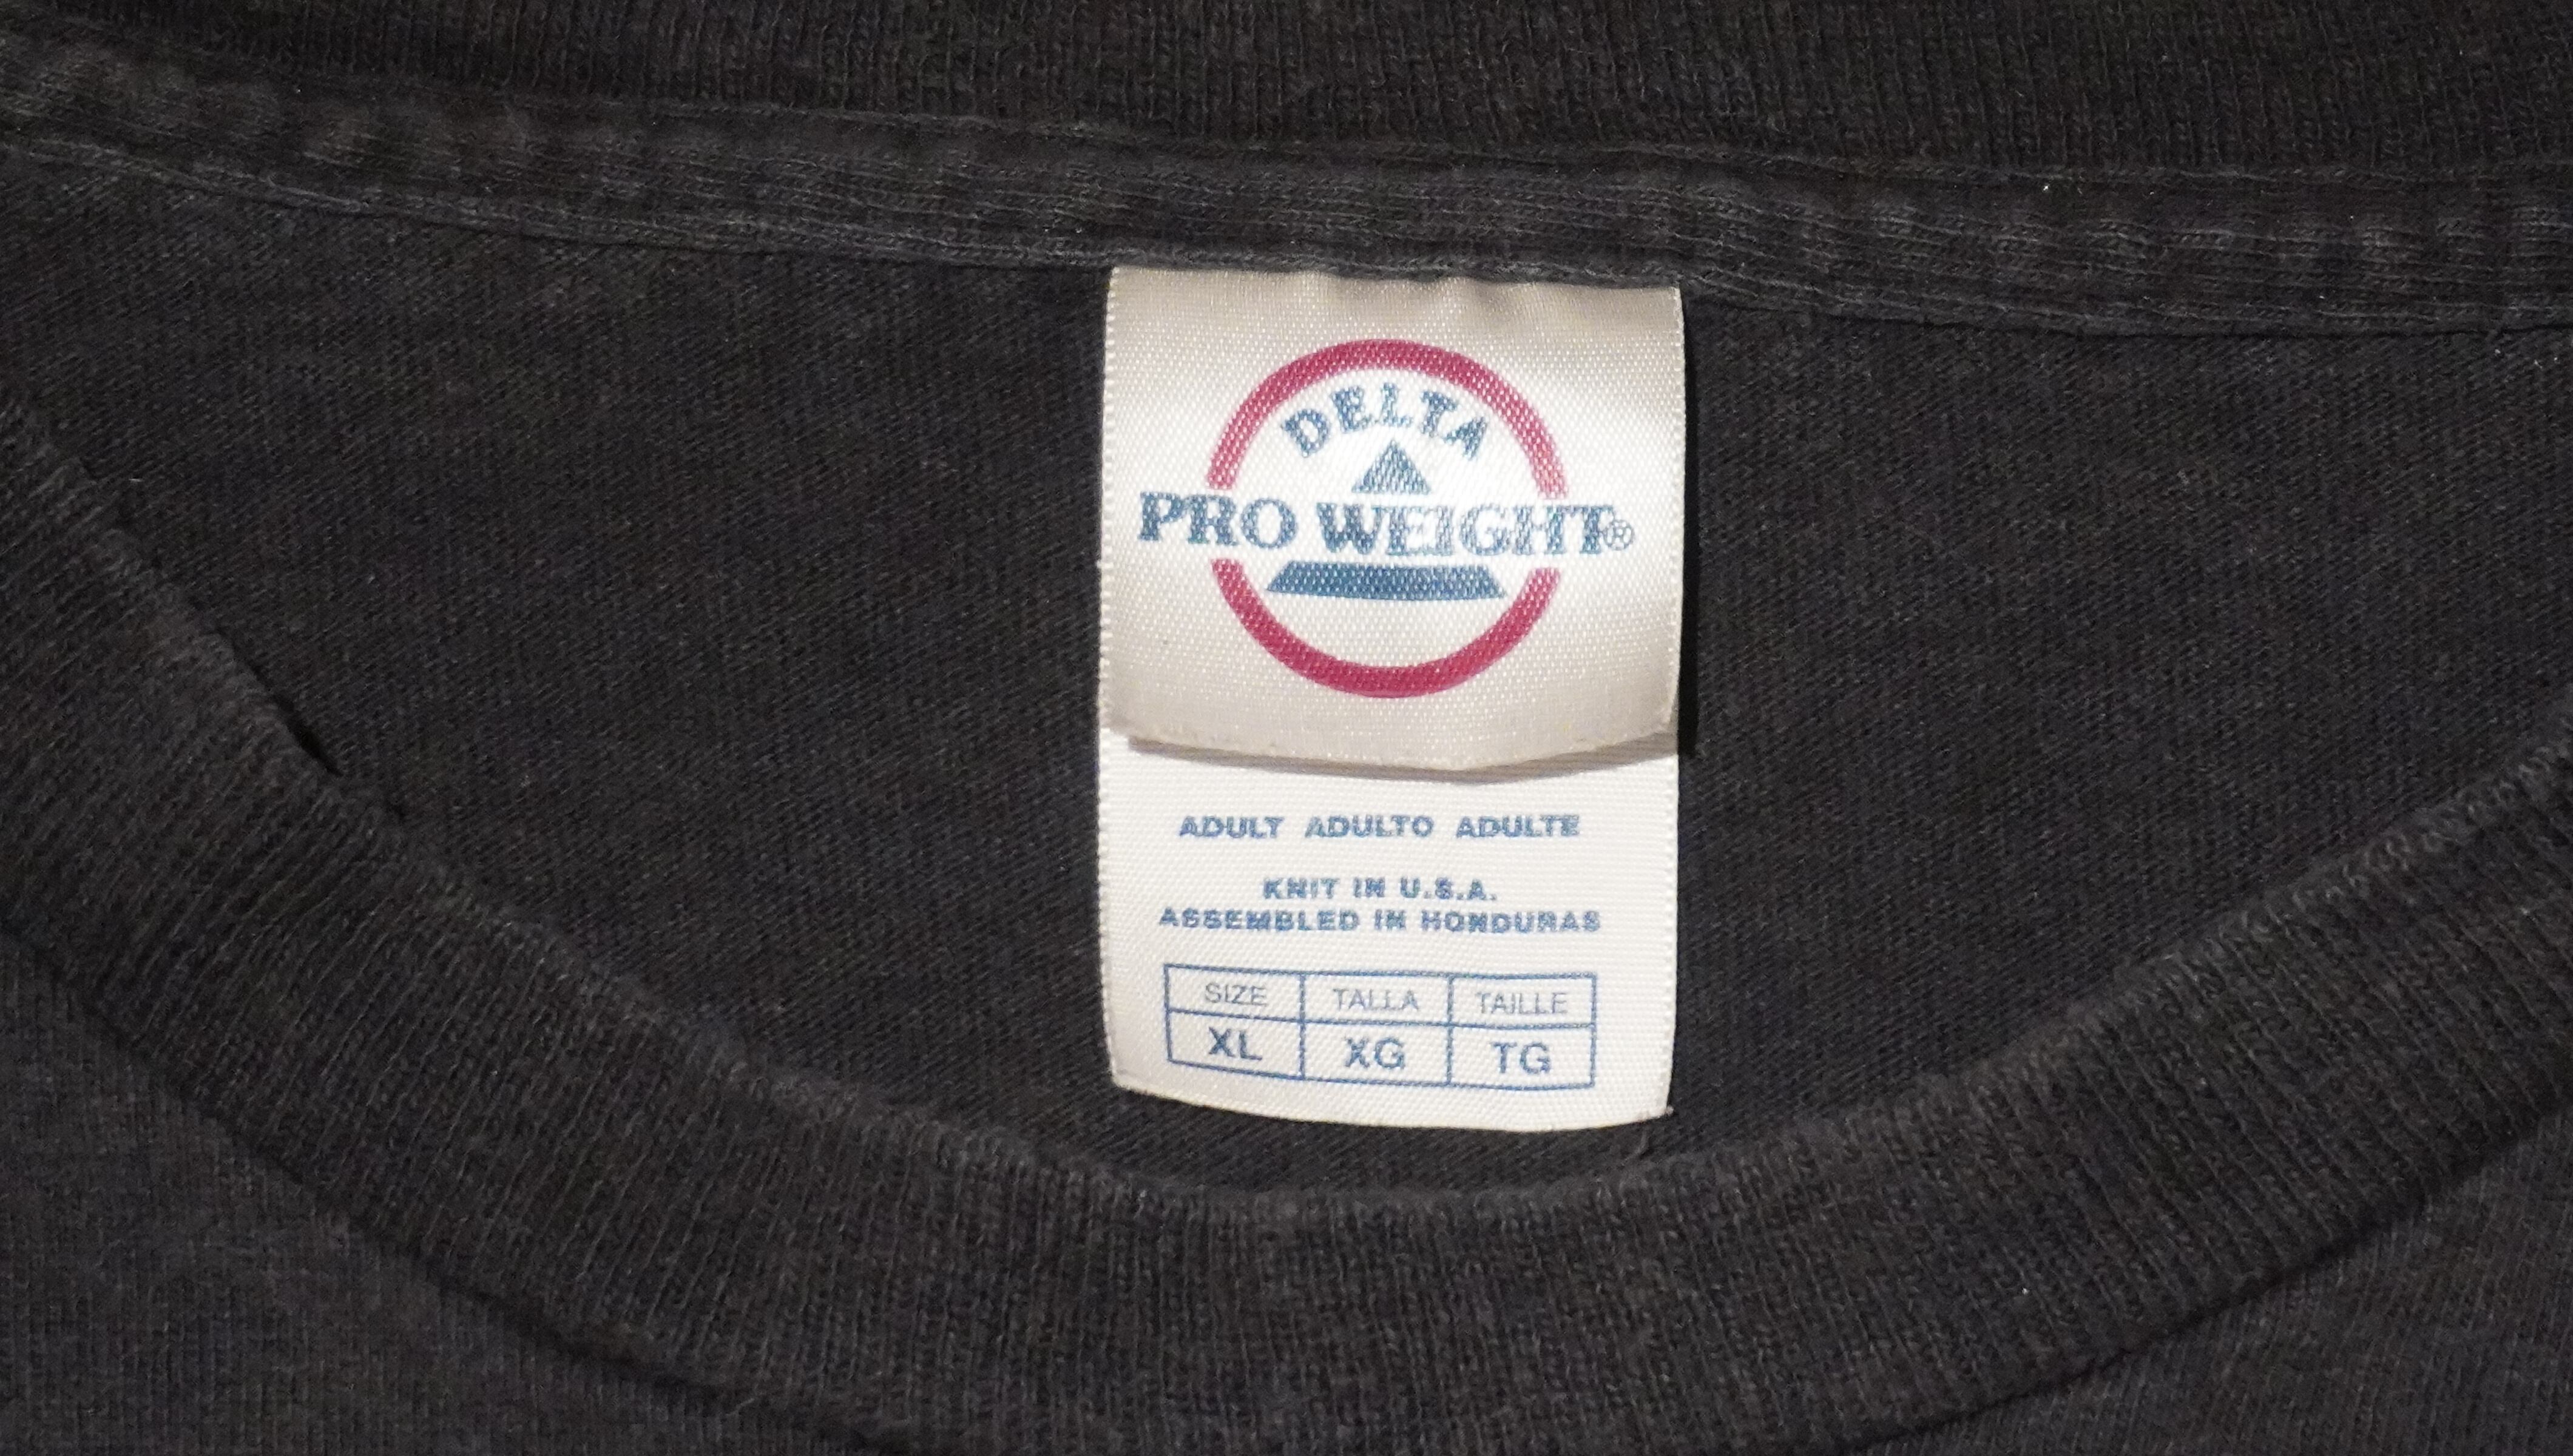 DELTA
PRO WEIGHT®
ADULT ADULTO ADULTE
KNIT IN U.S.A.
ASSEMBLED IN HONDURAS
SIZE TALLA TAILLE
XL XG TG